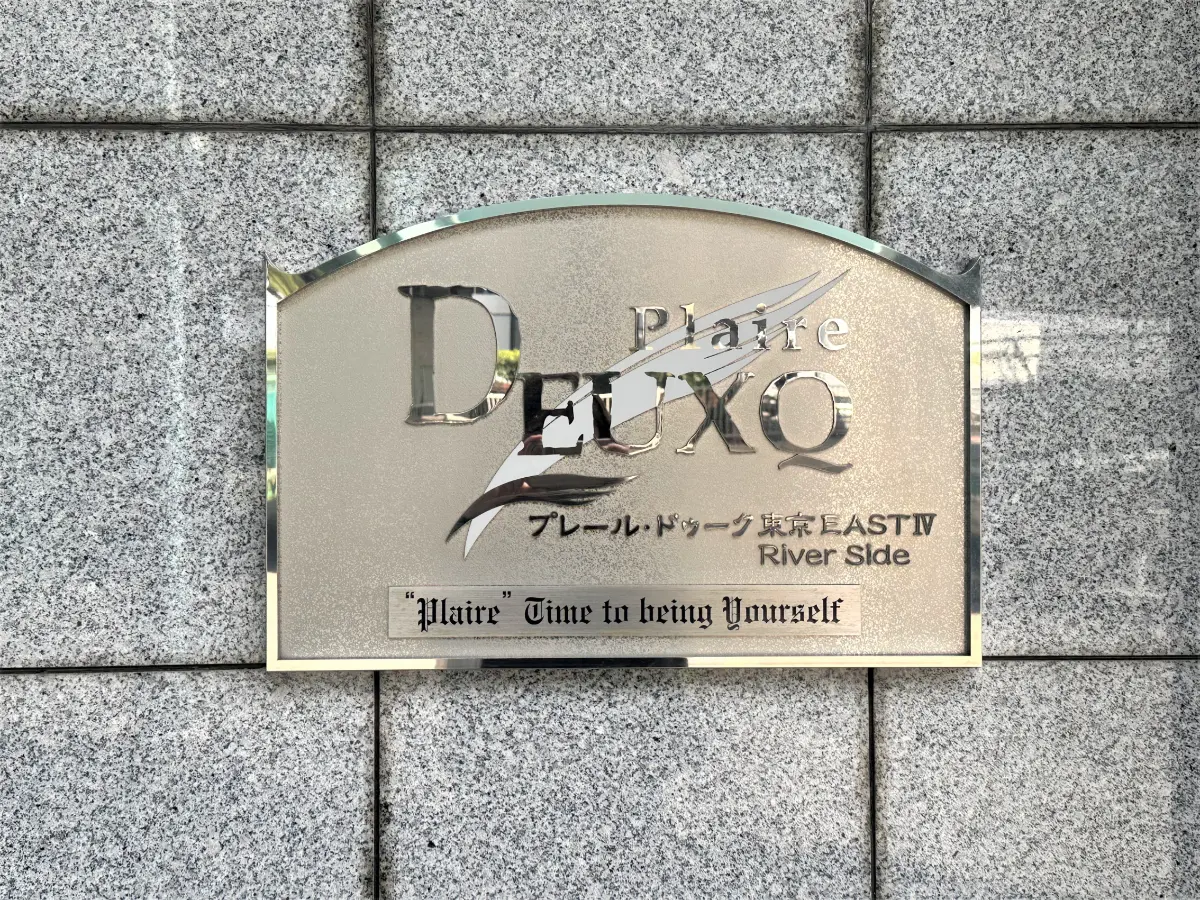 Plaire
DEUXQ
プレール・ドゥーク東京EASTⅣ
River Side
“Plaire” Time to being Yourself